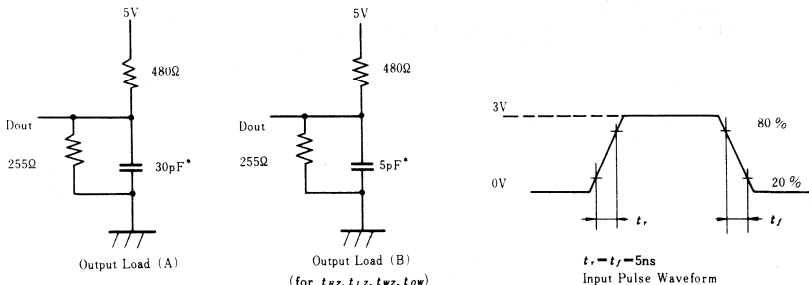 5V
480Ω
Dout
255Ω
30pF*
Output Load (A)
5V
480Ω
Dout
255Ω
5pF*
Output Load (B)
(for tHZ, tLZ, tWZ, tOW)
3V
80 %
0V
20 %
tr
tf
tr=tf=5ns
Input Pulse Waveform